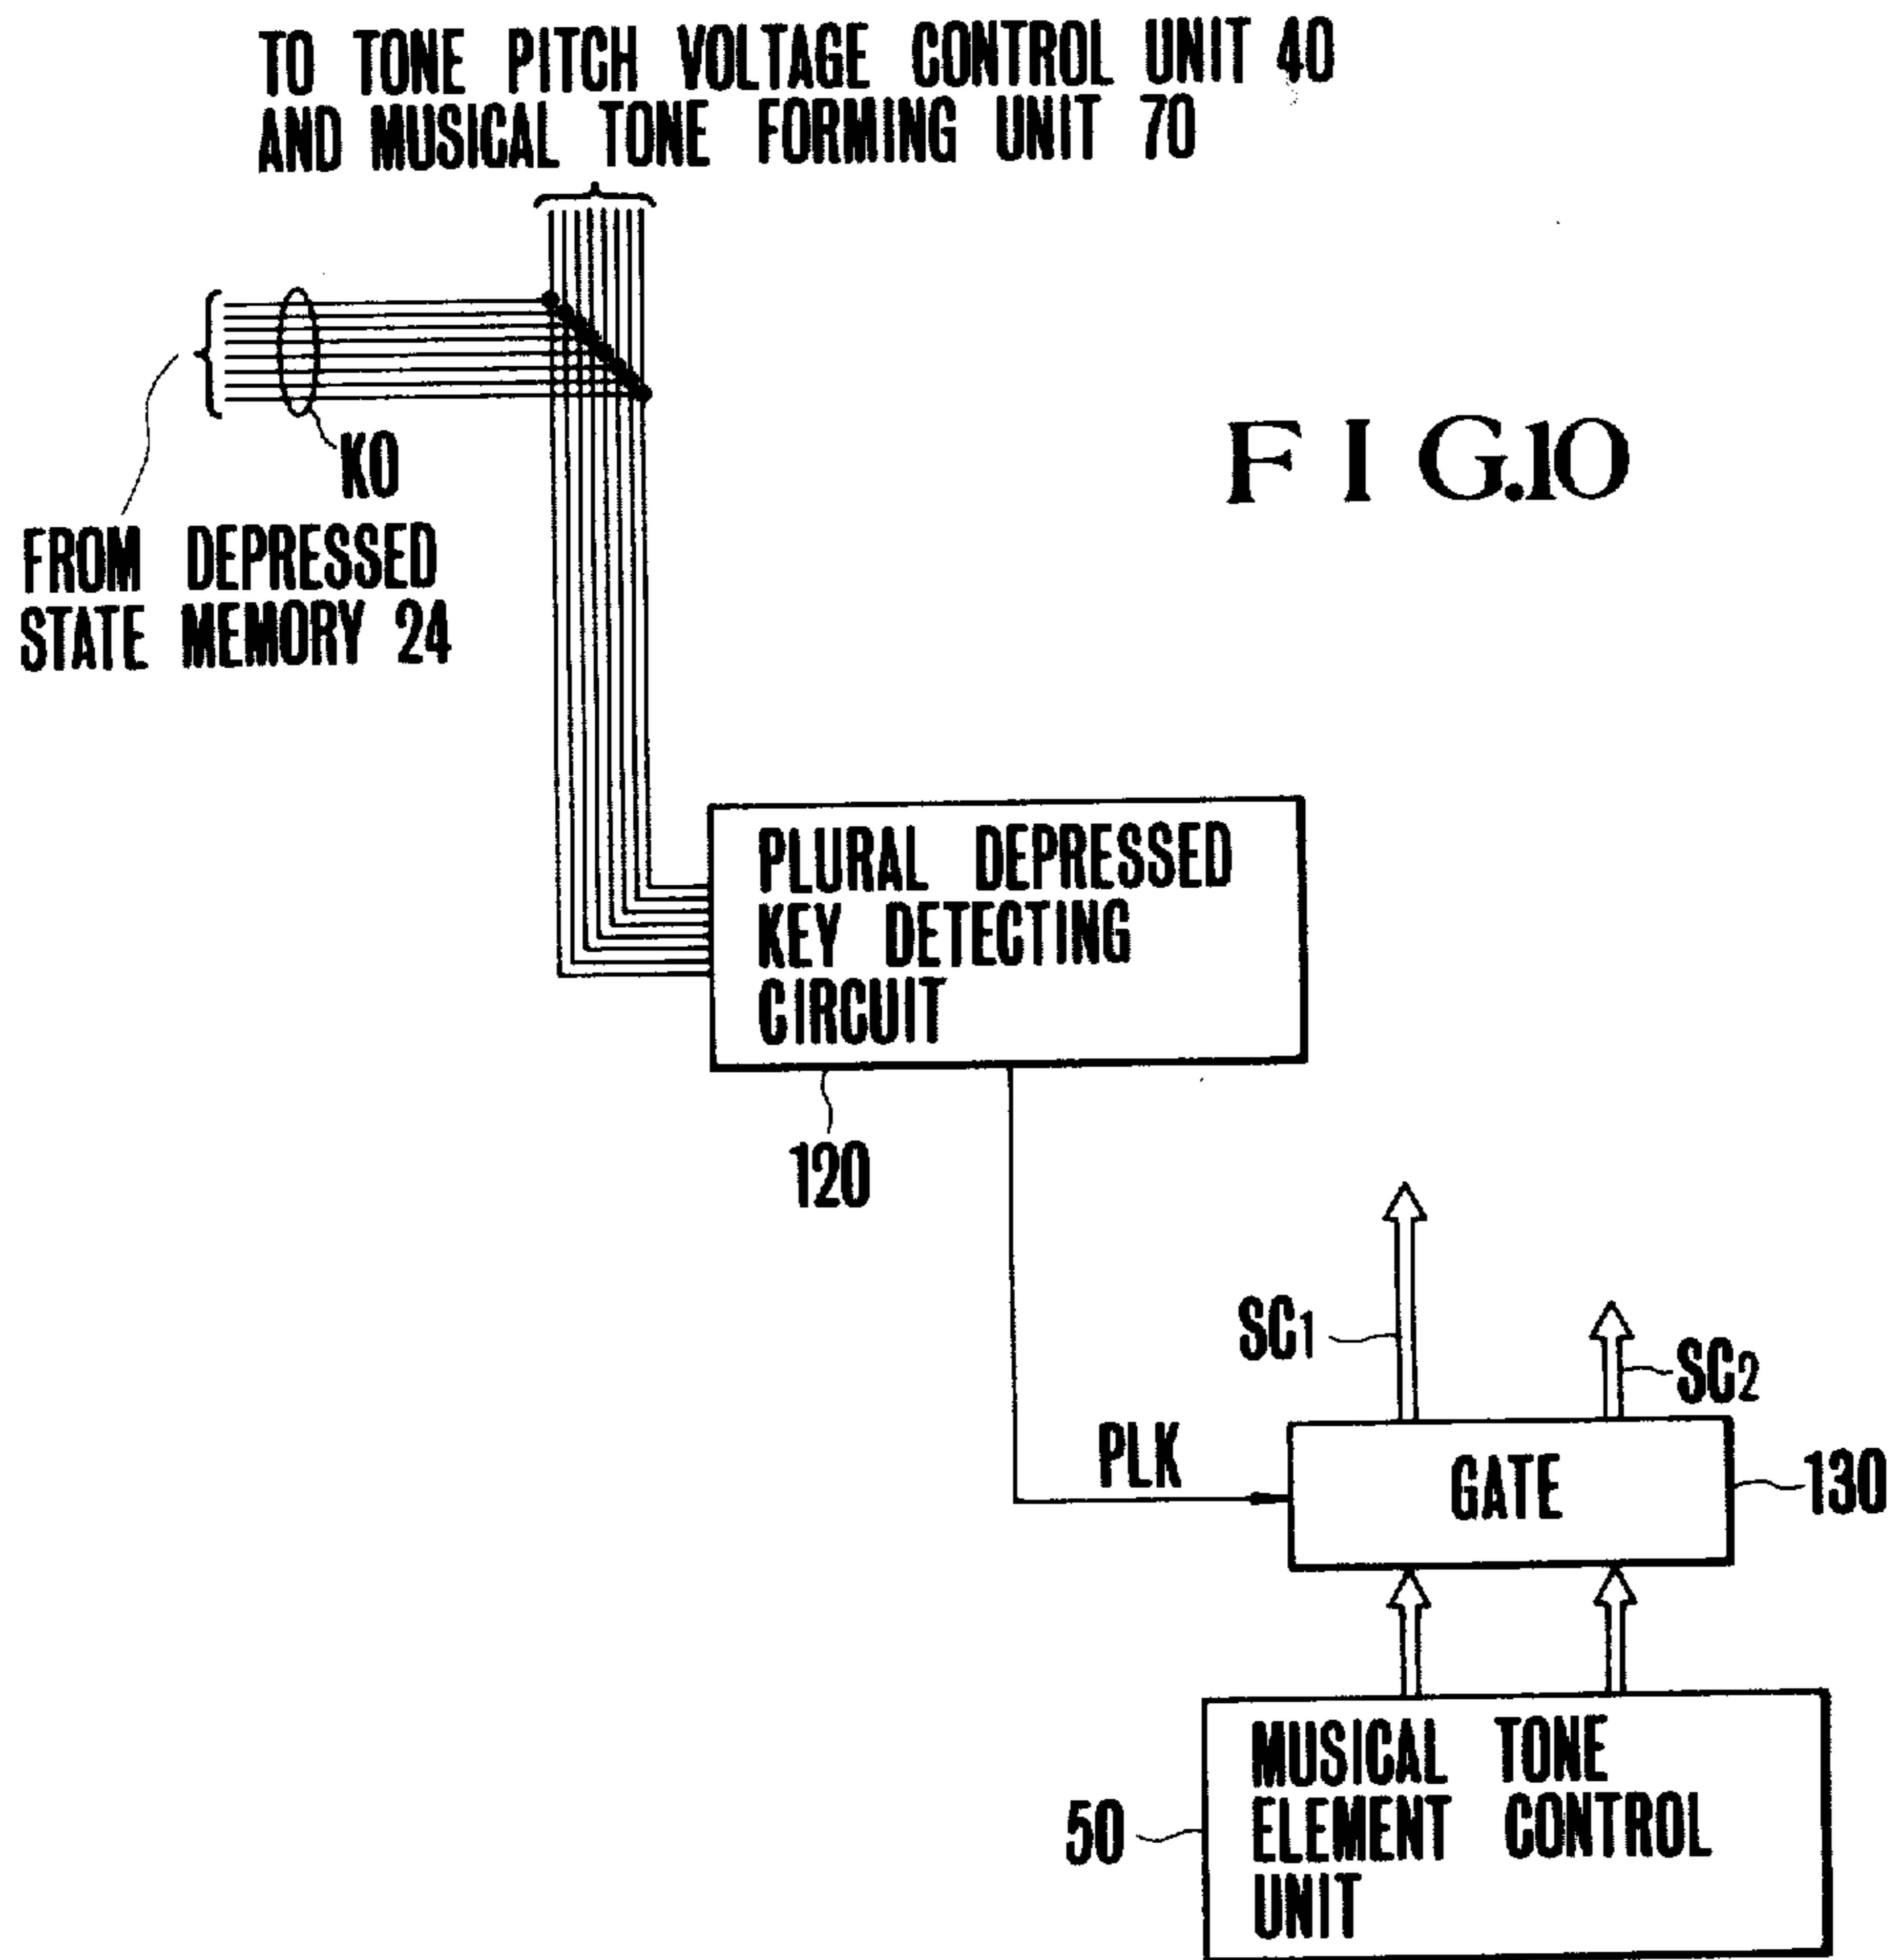 TO TONE PITCH VOLTAGE CONTROL UNIT 40
AND MUSICAL TONE FORMING UNIT 70
KO
FROM DEPRESSED
STATE MEMORY 24
FIG.10
PLURAL DEPRESSED
KEY DETECTING
CIRCUIT
120
SC1
SC2
PLK
GATE
130
MUSICAL TONE
ELEMENT CONTROL
UNIT
50